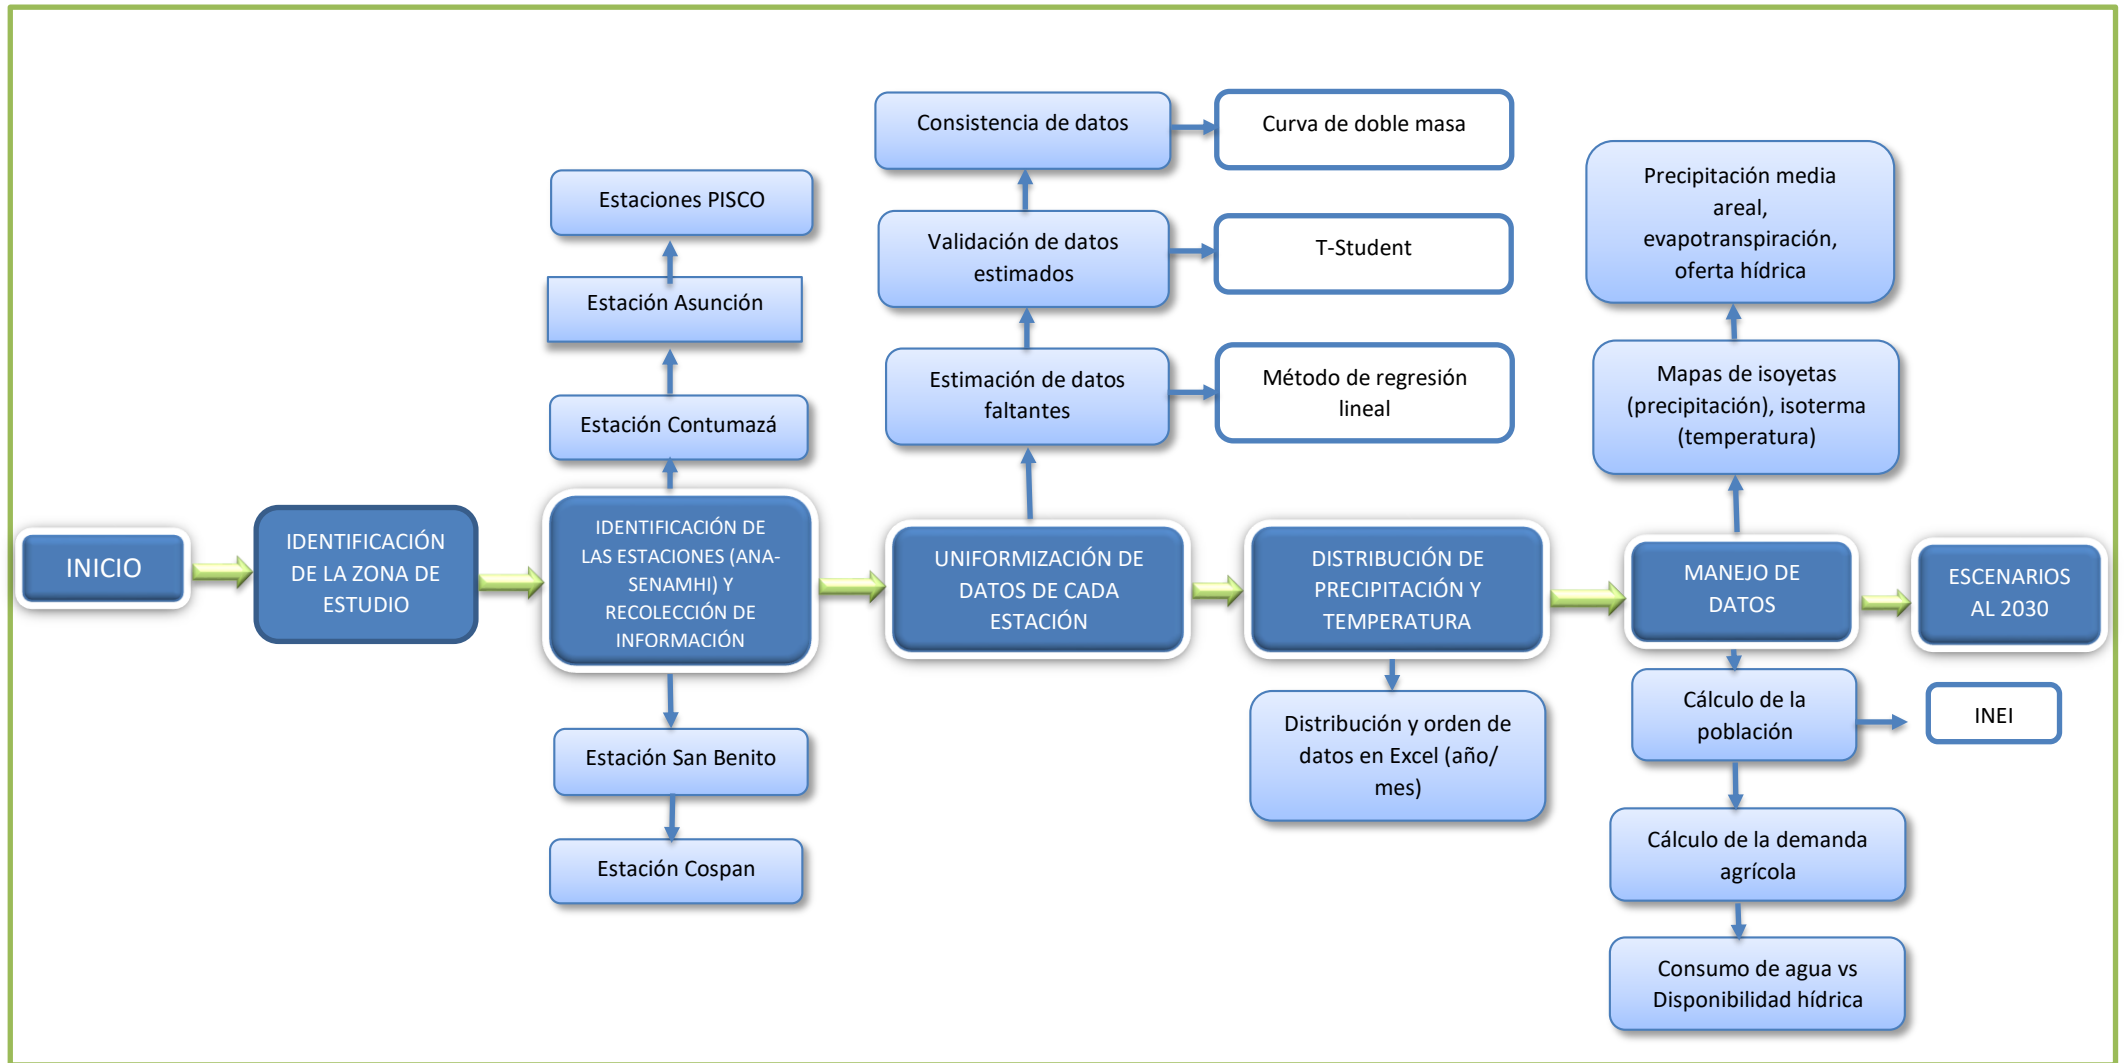 Consistencia de datos
Curva de doble masa
Estaciones PISCO
Precipitación media
areal,
evapotranspiración,
oferta hídrica
Validación de datos
estimados
T-Student
Estación Asunción
Estimación de datos
faltantes
Método de regresión
lineal
Mapas de isoyetas
(precipitación), isoterma
(temperatura)
Estación Contumazá
INICIO
IDENTIFICACIÓN
DE LA ZONA DE
ESTUDIO
IDENTIFICACIÓN DE
LAS ESTACIONES (ANA-
SENAMHI) Y
RECOLECCIÓN DE
INFORMACIÓN
UNIFORMIZACIÓN DE
DATOS DE CADA
ESTACIÓN
DISTRIBUCIÓN DE
PRECIPITACIÓN Y
TEMPERATURA
MANEJO DE
DATOS
ESCENARIOS
AL 2030
Estación San Benito
Estación Cospan
Distribución y orden de
datos en Excel (año/
mes)
Cálculo de la
población
INEI
Cálculo de la demanda
agrícola
Consumo de agua vs
Disponibilidad hídrica